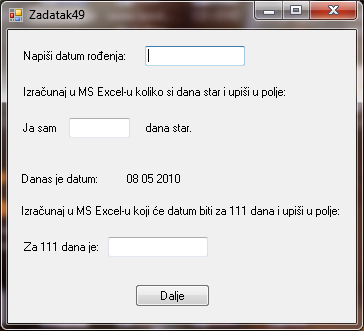 Zadatak49
Napiši datum rođenja:
Izračunaj u MS Excel-u koliko si dana star i upiši u polje:
Ja sam dana star.
Danas je datum: 08 05 2010
Izračunaj u MS Excel-u koji će datum biti za 111 dana i upiši u polje:
Za 111 dana je:
Dalje